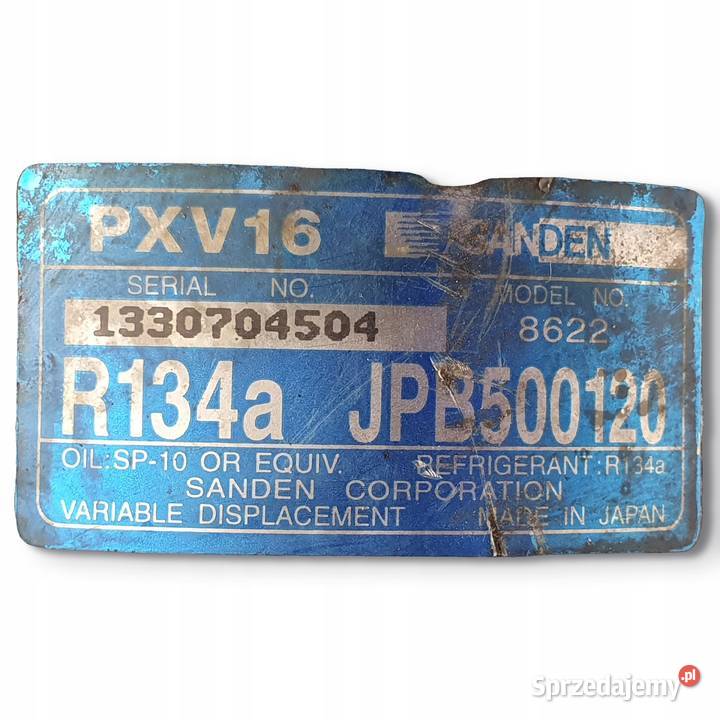 PXV16 SANDEN
SERIAL NO. MODEL NO.
1330704504 8622
R134a JPB500120
OIL:SP-10 OR EQUIV. REFRIGERANT:R134a
SANDEN CORPORATION
VARIABLE DISPLACEMENT MADE IN JAPAN
Sprzedajemy.pl